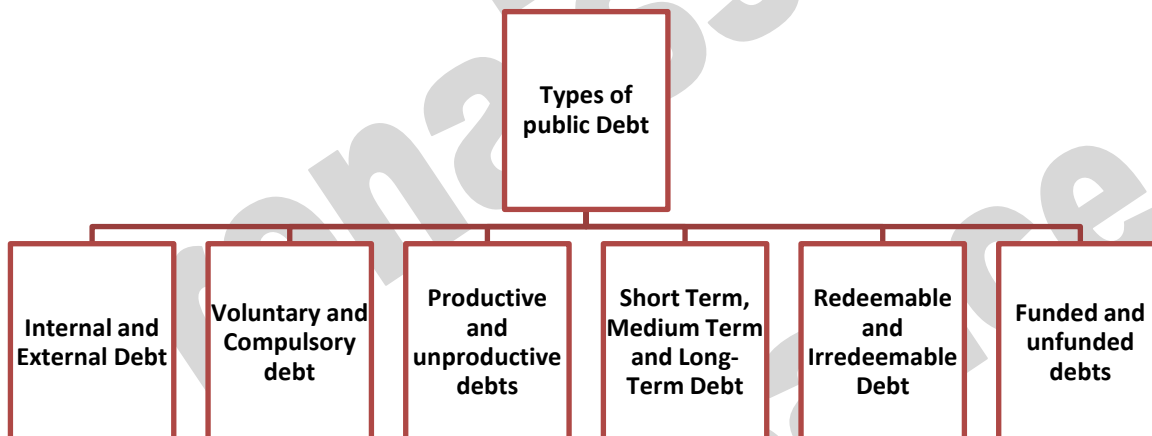 Types of
public Debt
Internal and
External Debt
Voluntary and
Compulsory
debt
Productive
and
unproductive
debts
Short Term,
Medium Term
and Long-
Term Debt
Redeemable
and
Irredeemable
Debt
Funded and
unfunded
debts